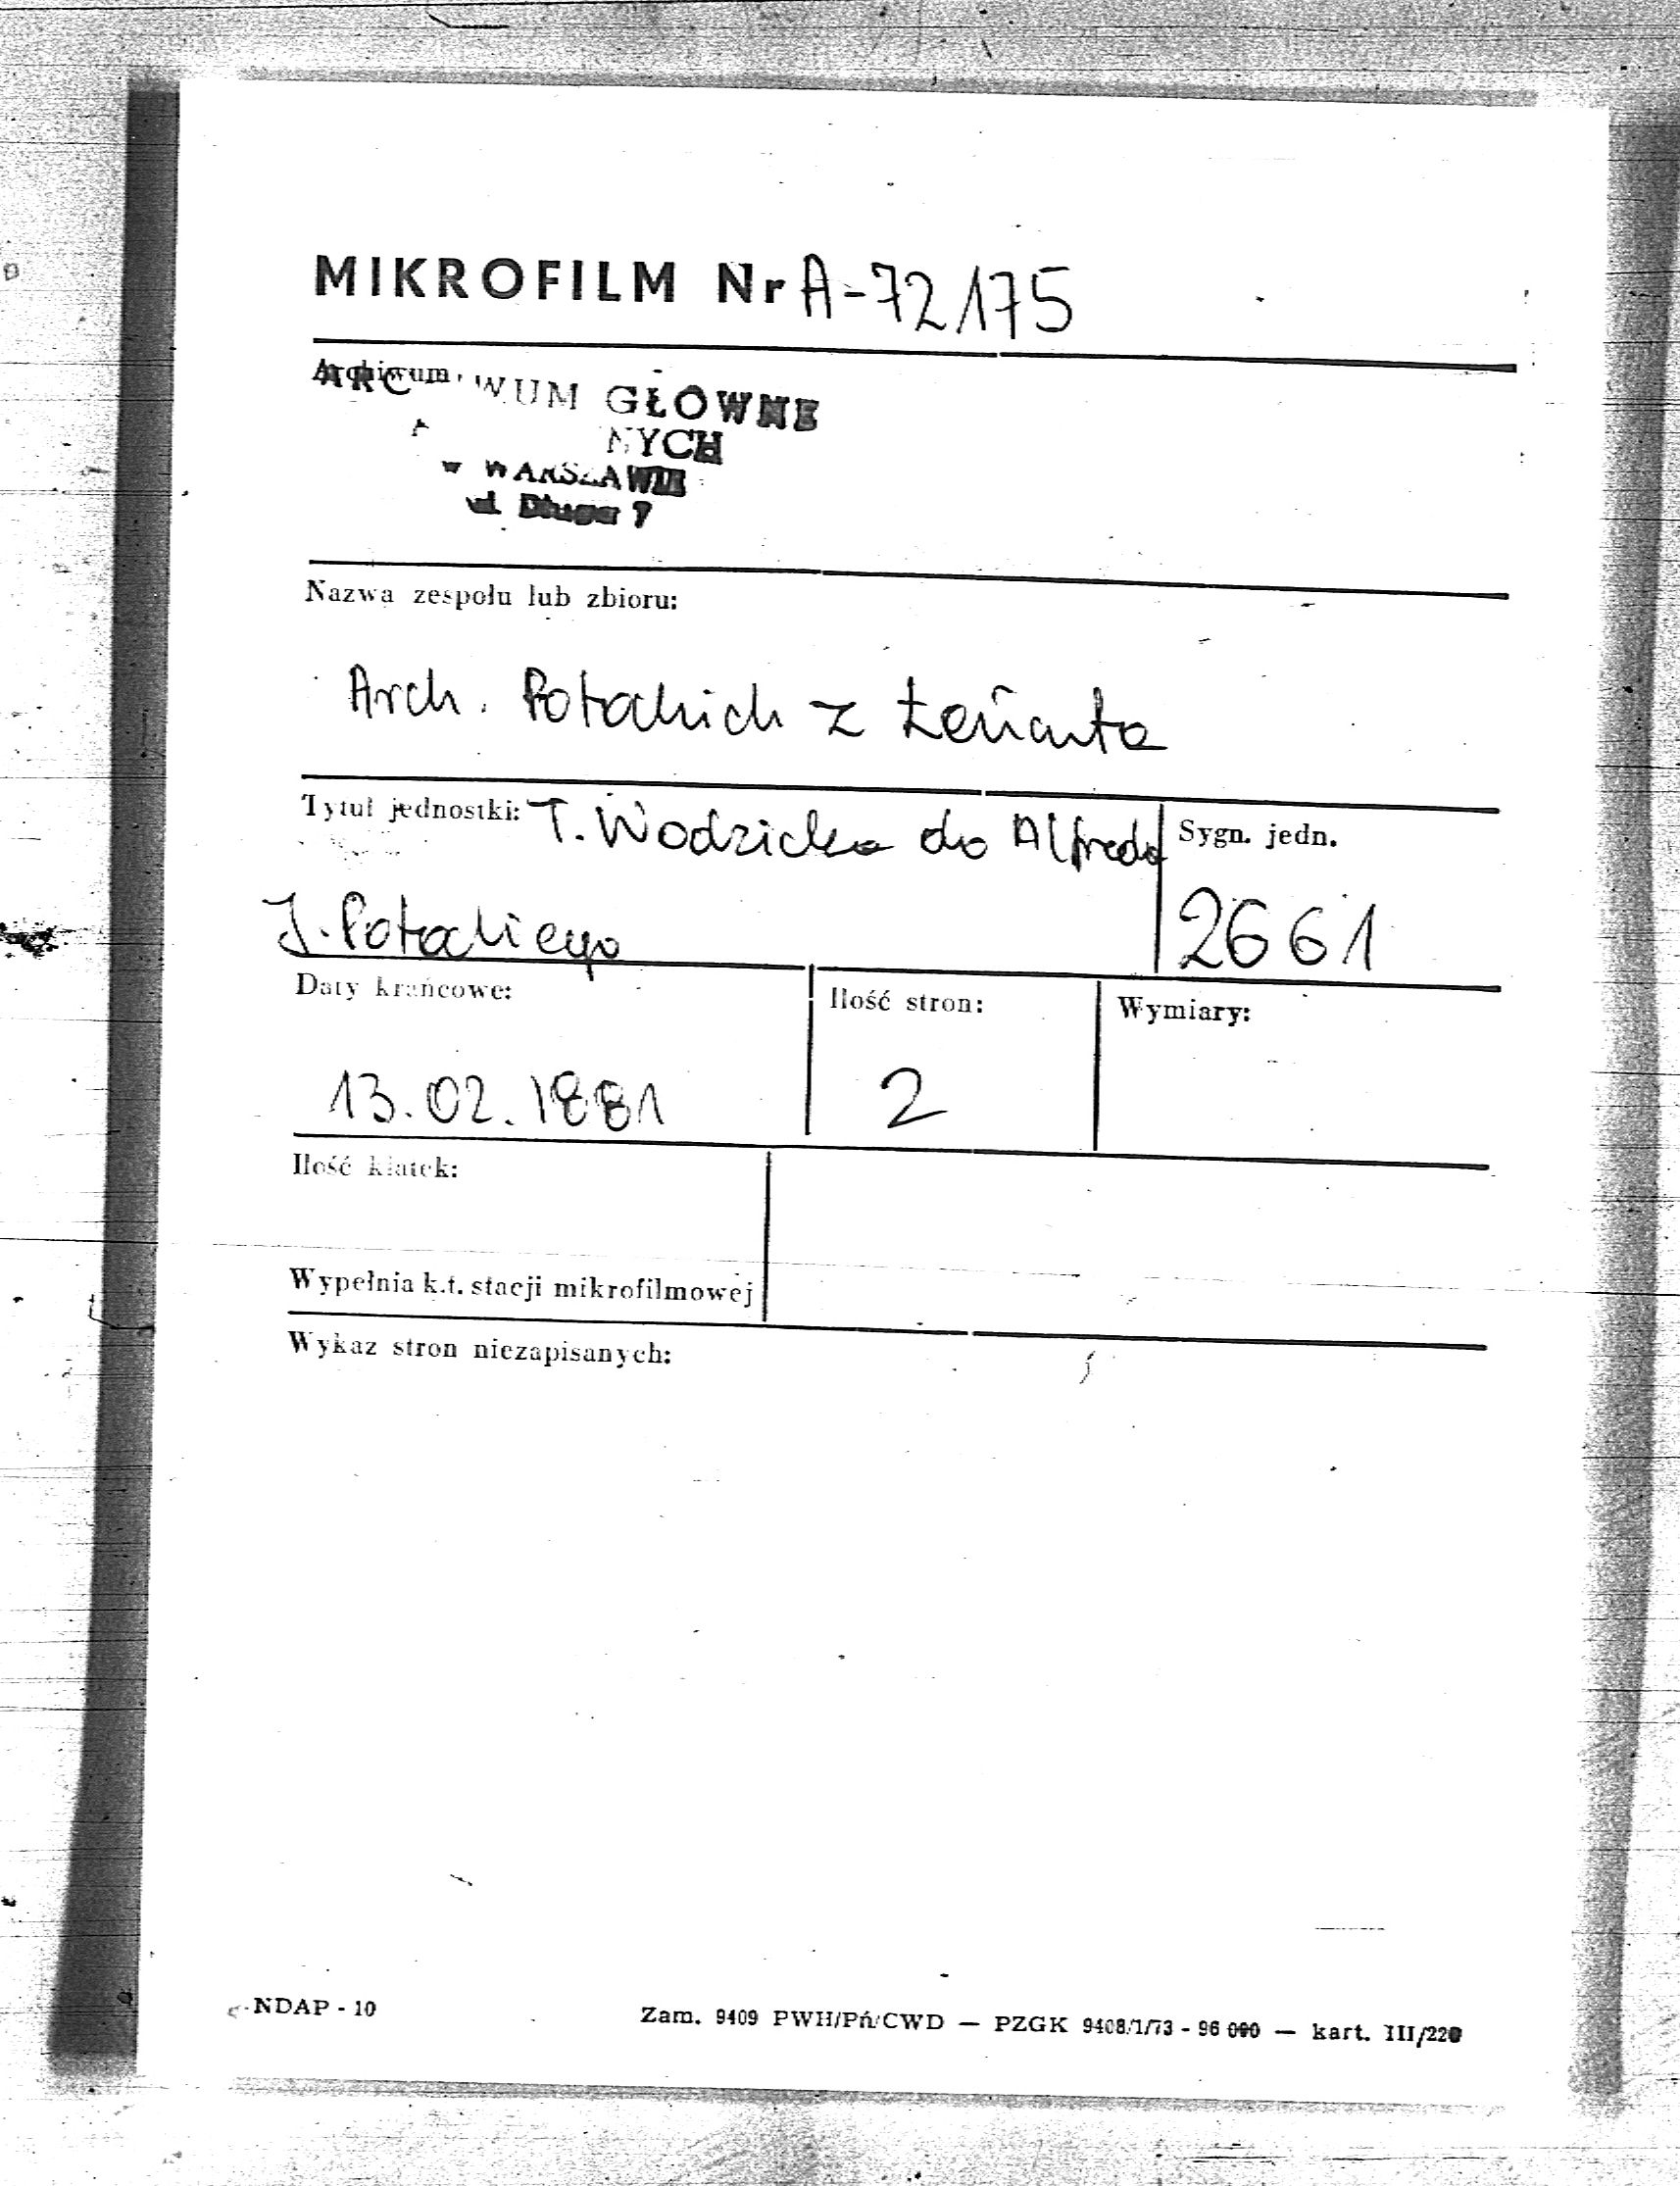 MIKROFILM Nr A-72175
Archiwum
GŁÓWNE
NYCH
w WARSZAWIE
ul. Długa 7
Nazwa zespołu lub zbioru:
Arch. Potockich z Łańcuta
Tytuł jednostki: T. Wodzicka do Alfreda
Sygn. jedn.
J. Potockiego
2661
Daty krańcowe:
Ilość stron:
Wymiary:
13.02.1881
2
Ilość klatek:
Wypełnia k.t. stacji mikrofilmowej
Wykaz stron niezapisanych:
NDAP - 10
Zam. 9409 PWH/Pń/CWD — PZGK 9408/1/73 - 96 000 — kart. III/220